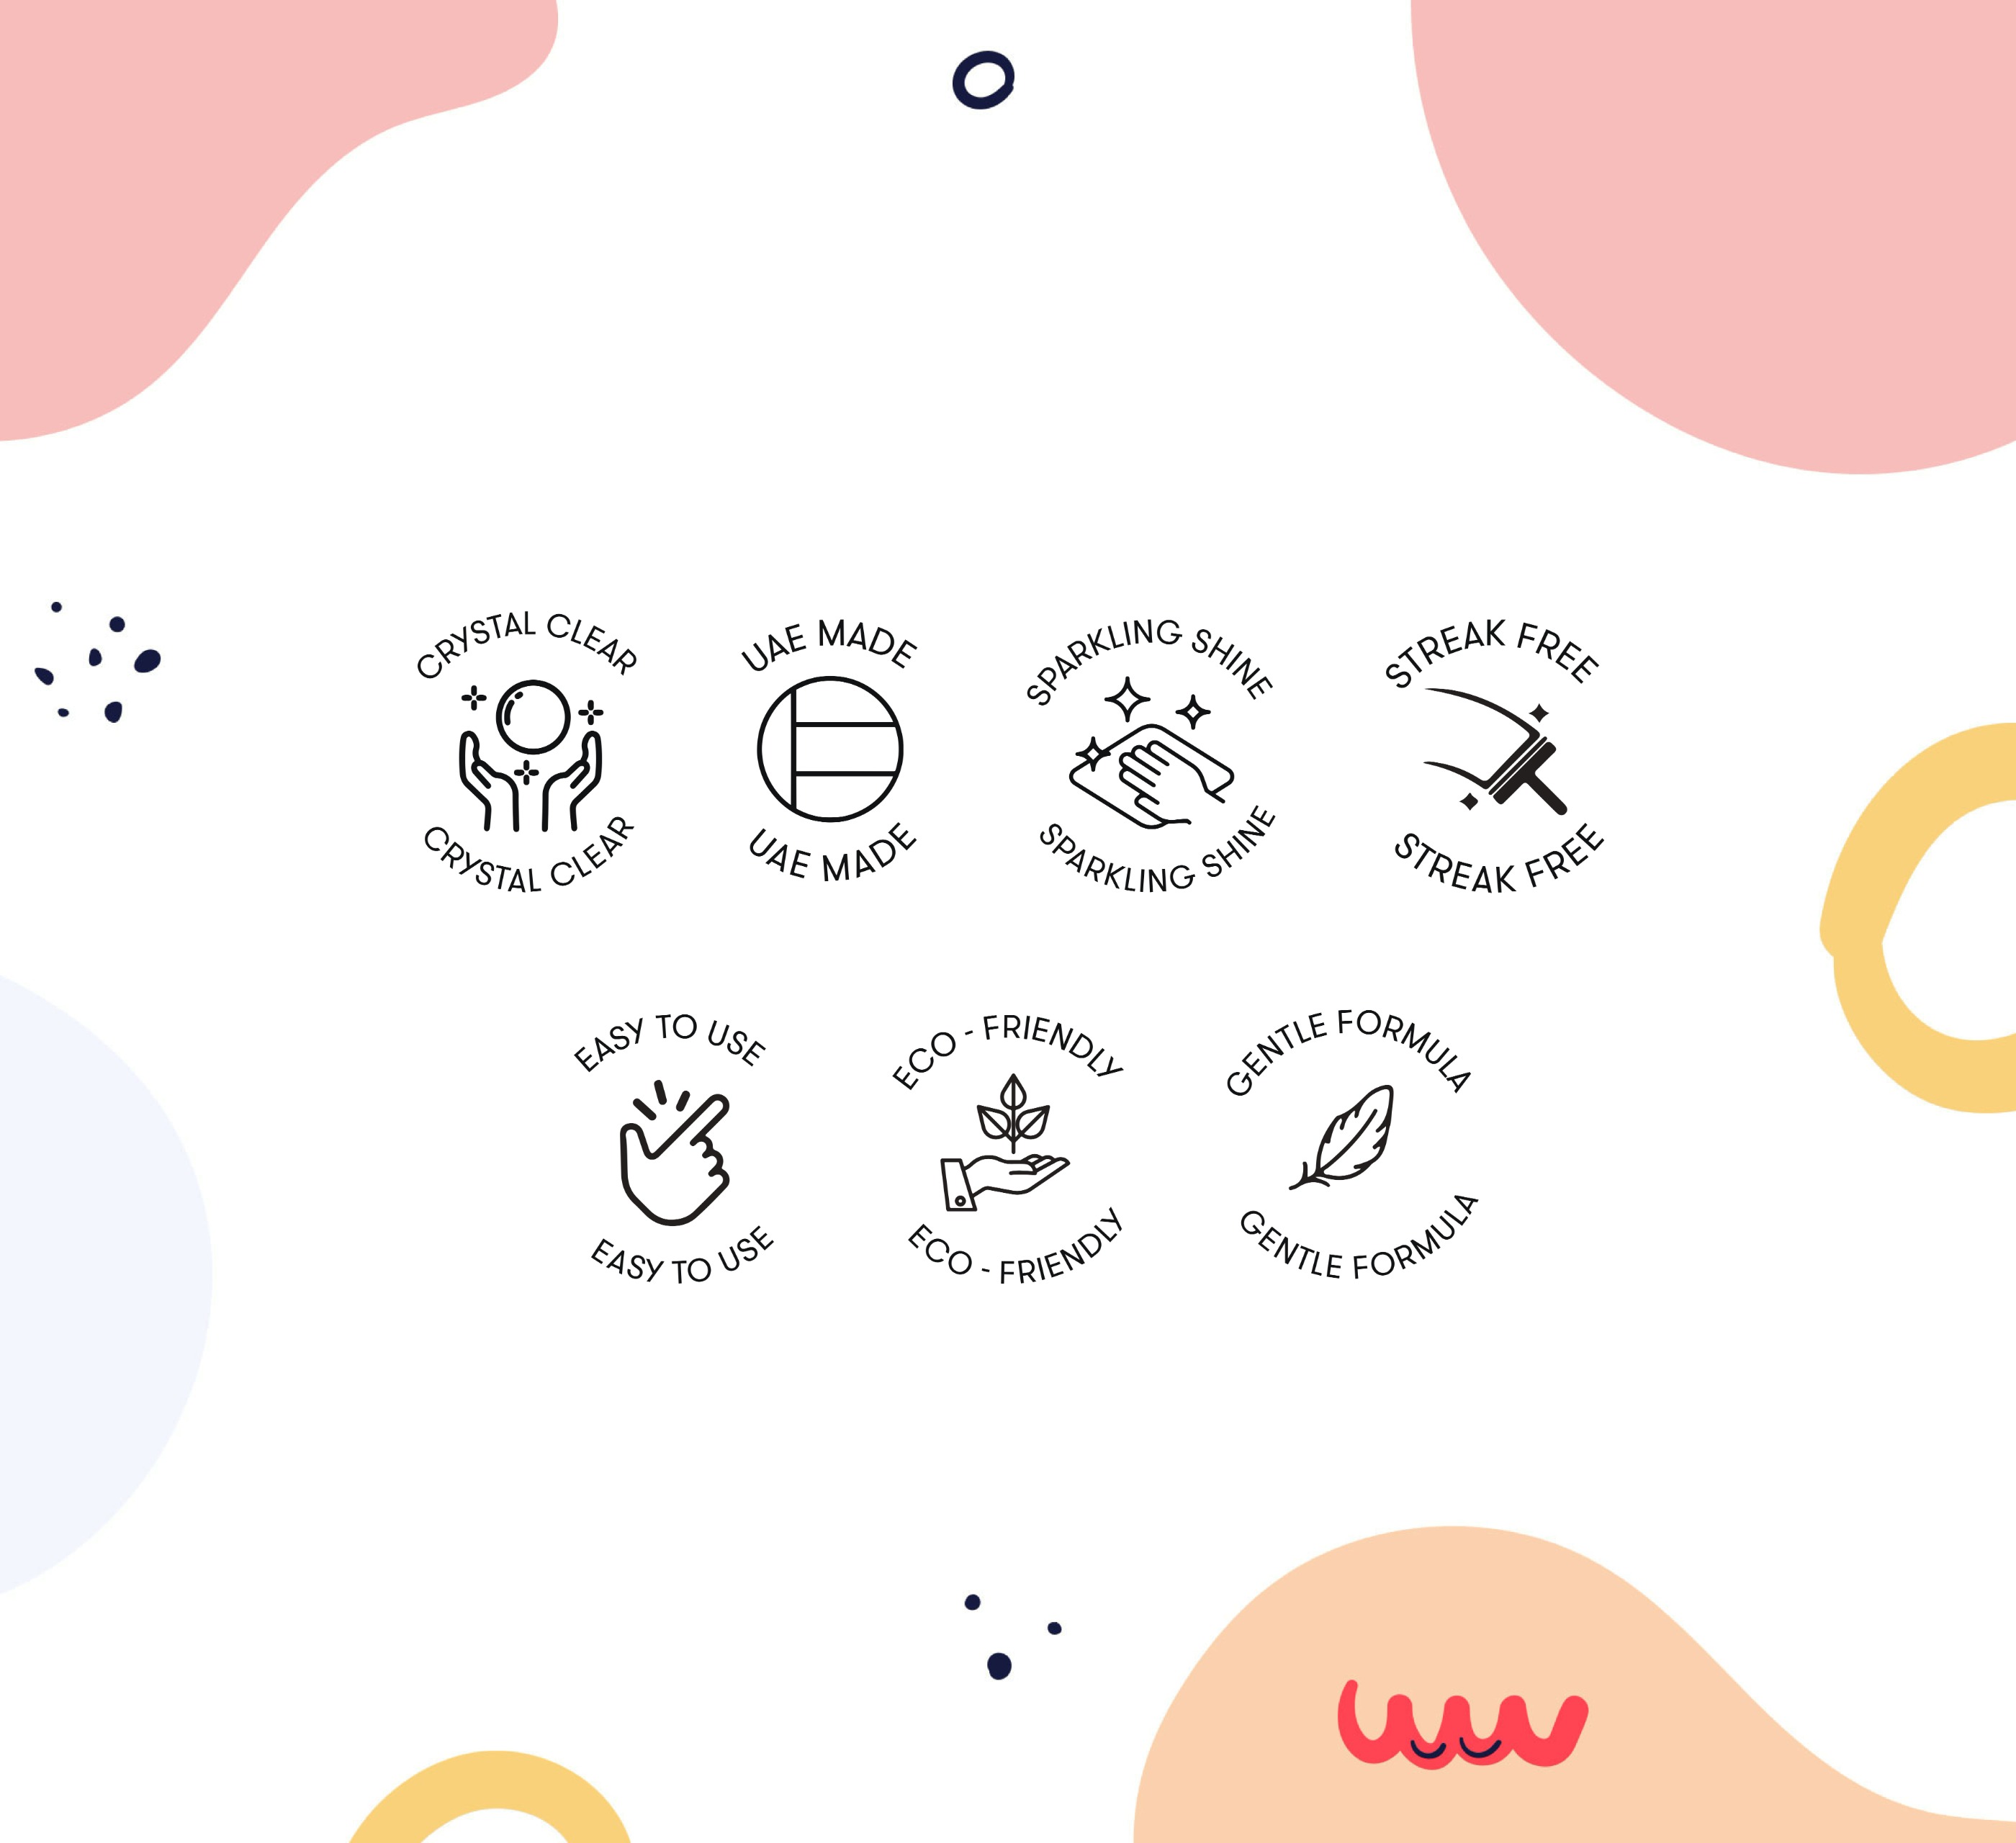 CRYSTAL CLEAR
CRYSTAL CLEAR
UAE MADE
UAE MADE
SPARKLING SHINE
SPARKLING SHINE
STREAK FREE
STREAK FREE
EASY TO USE
EASY TO USE
ECO - FRIENDLY
ECO - FRIENDLY
GENTLE FORMULA
GENTLE FORMULA